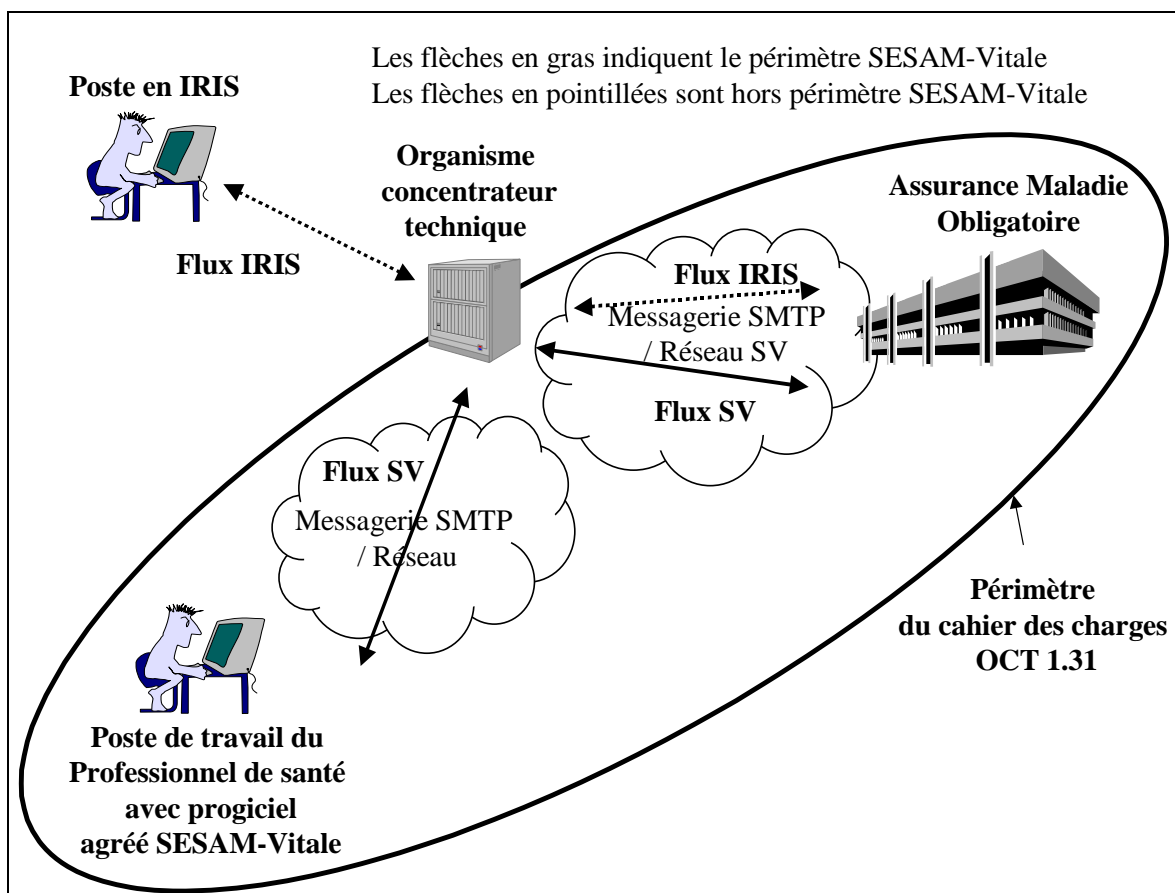 Les flèches en gras indiquent le périmètre SESAM-Vitale
Les flèches en pointillées sont hors périmètre SESAM-Vitale
Poste en IRIS
Flux IRIS
Organisme
concentrateur
technique
Assurance Maladie
Obligatoire
Flux IRIS
Messagerie SMTP
/ Réseau SV
Flux SV
Flux SV
Messagerie SMTP
/ Réseau
Périmètre
du cahier des charges
OCT 1.31
Poste de travail du
Professionnel de santé
avec progiciel
agréé SESAM-Vitale